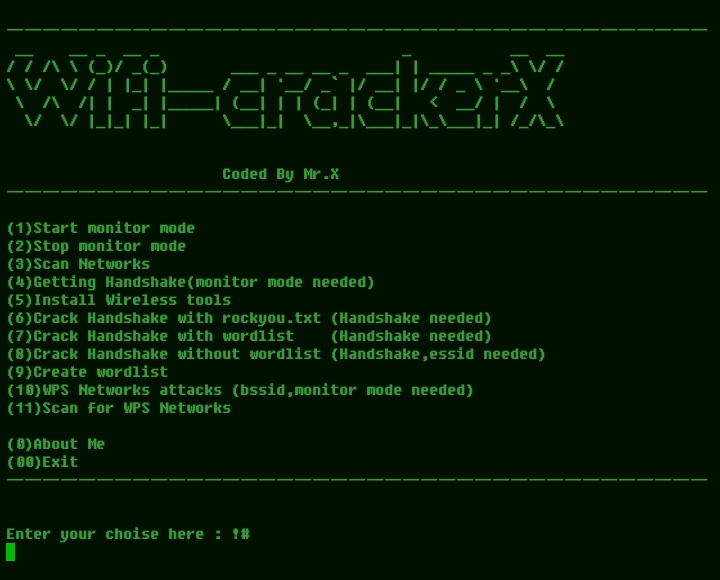 Wifi-crackerX
Coded By Mr.X
(1)Start monitor mode
(2)Stop monitor mode
(3)Scan Networks
(4)Getting Handshake(monitor mode needed)
(5)Install Wireless tools
(6)Crack Handshake with rockyou.txt (Handshake needed)
(7)Crack Handshake with wordlist    (Handshake needed)
(8)Crack Handshake without wordlist (Handshake,essid needed)
(9)Create wordlist
(10)WPS Networks attacks (bssid,monitor mode needed)
(11)Scan for WPS Networks
(0)About Me
(00)Exit
Enter your choise here : !#